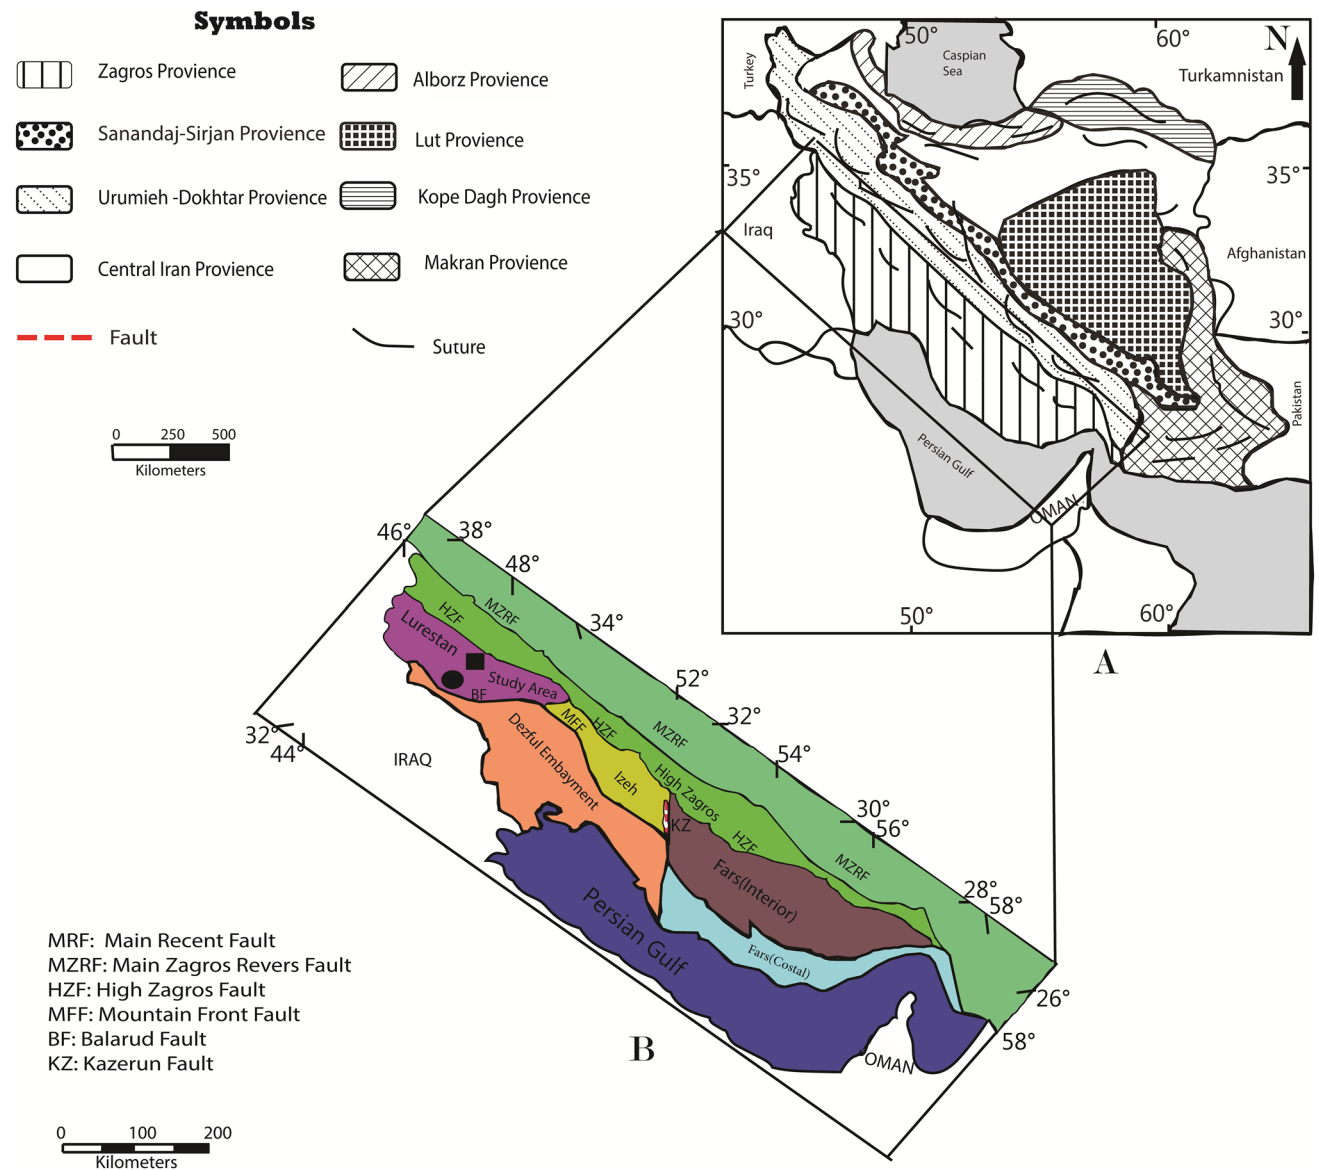 Symbols
Zagros Provience
Alborz Provience
Sanandaj-Sirjan Provience
Lut Provience
Urumieh -Dokhtar Provience
Kope Dagh Provience
Central Iran Provience
Makran Provience
Fault
Suture
0 250 500
Kilometers
50°
60°
N
Turkey
Caspian
Sea
Turkamnistan
35°
35°
Iraq
Afghanistan
30°
30°
Pakistan
Persian Gulf
OMAN
50°
60°
A
46°
38°
48°
34°
52°
32°
54°
30°
56°
28°
58°
26°
58°
32°
44°
HZF
MZRF
Lurestan
Study Area
BF
MFF
HZF
MZRF
Dezful Embayment
Izeh
High Zagros
IRAQ
KZ
HZF
MZRF
Fars(Interior)
Fars(Costal)
Persian Gulf
OMAN
B
MRF: Main Recent Fault
MZRF: Main Zagros Revers Fault
HZF: High Zagros Fault
MFF: Mountain Front Fault
BF: Balarud Fault
KZ: Kazerun Fault
0 100 200
Kilometers